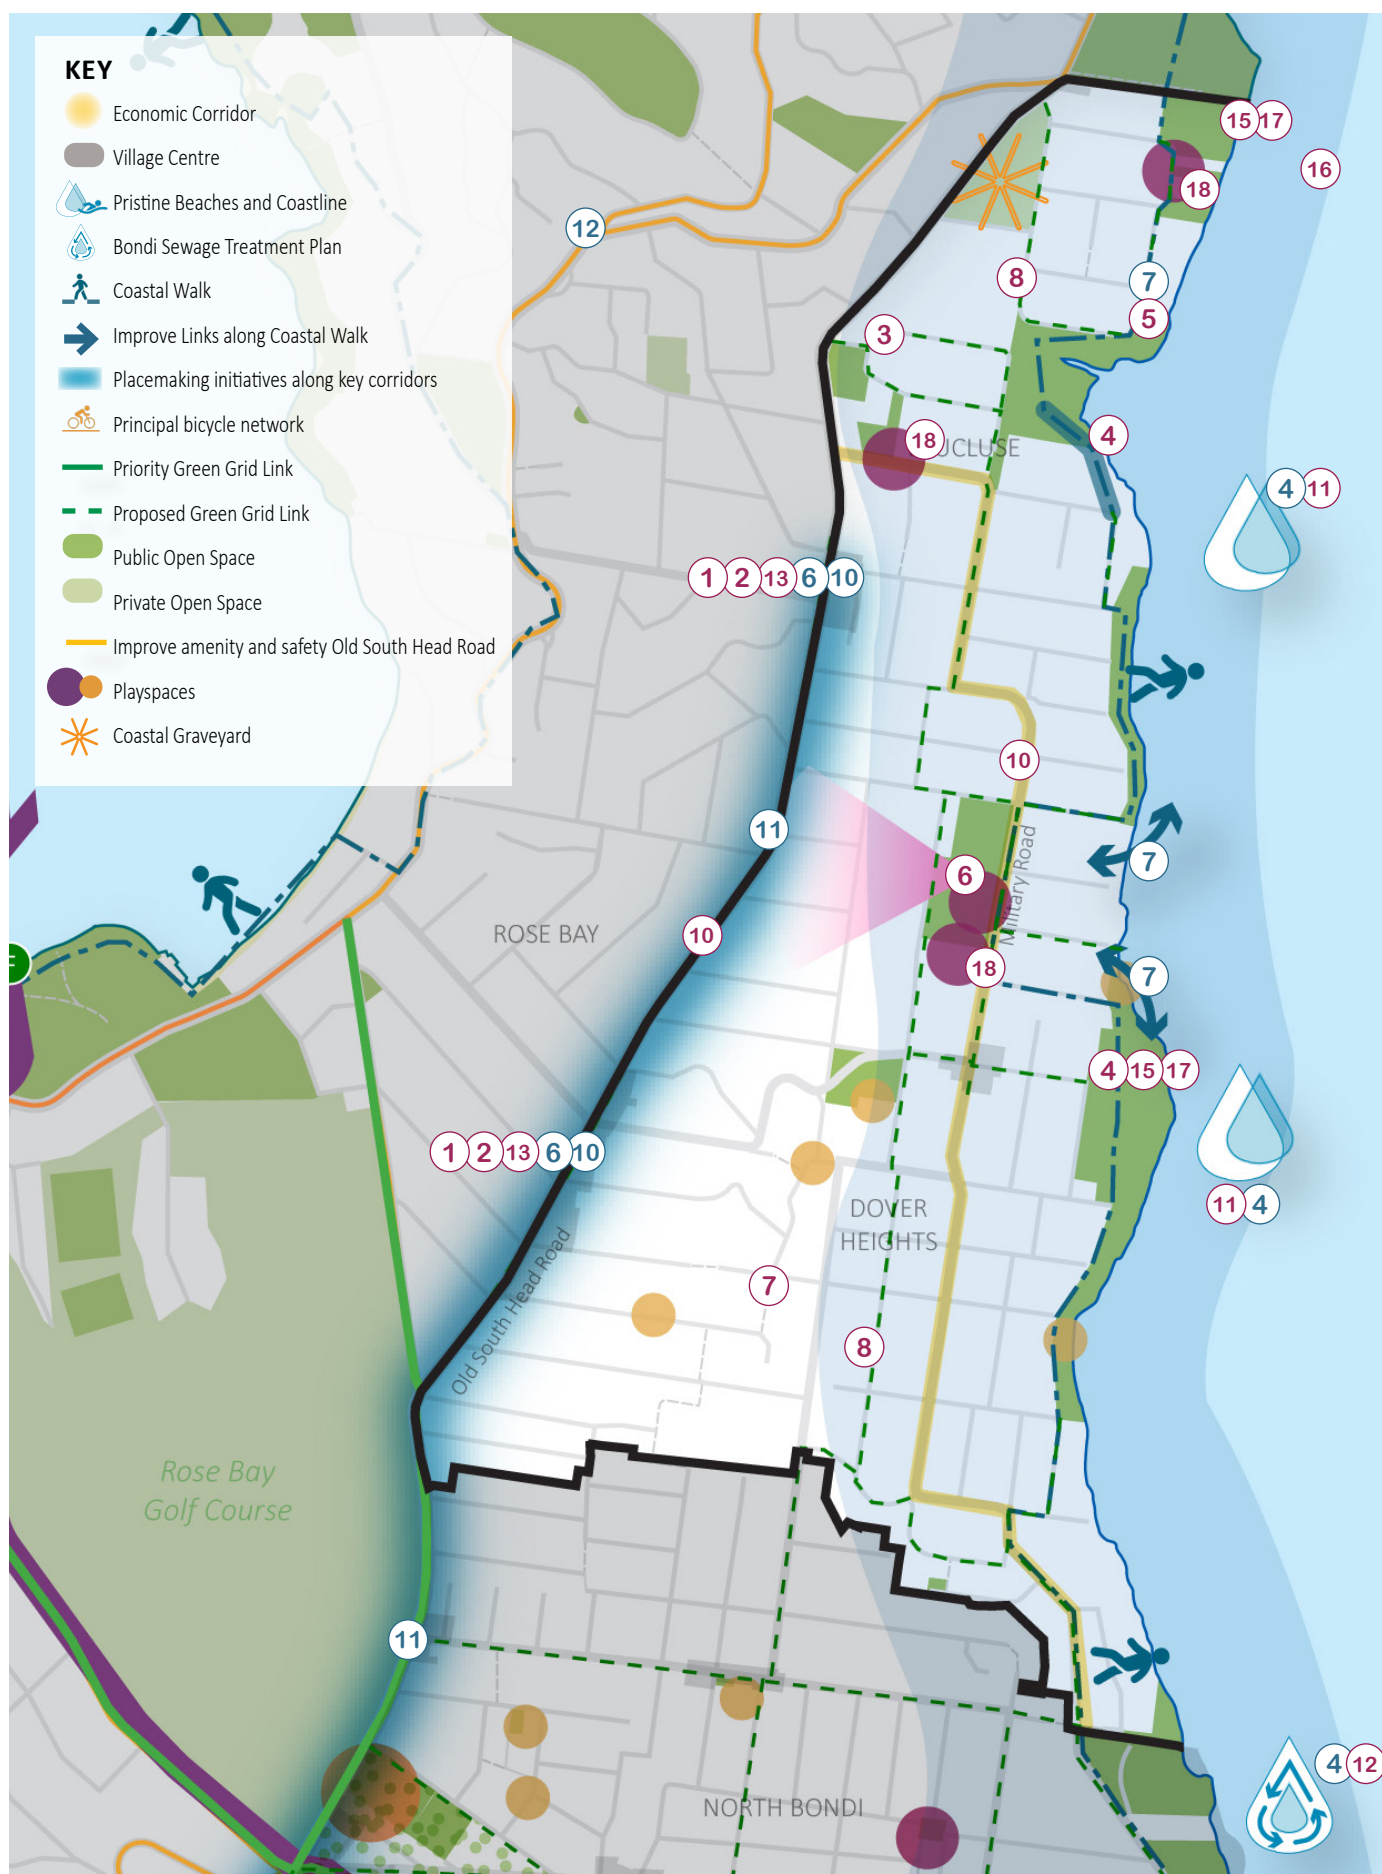 KEY
Economic Corridor
Village Centre
Pristine Beaches and Coastline
Bondi Sewage Treatment Plan
Coastal Walk
Improve Links along Coastal Walk
Placemaking initiatives along key corridors
Principal bicycle network
Priority Green Grid Link
Proposed Green Grid Link
Public Open Space
Private Open Space
Improve amenity and safety Old South Head Road
Playspaces
Coastal Graveyard
15 17
16
18
12
8
7
5
3
4
18
UCLUSE
4 11
1 2 13 6 10
10
11
7
6
Military Road
ROSE BAY
10
18
7
4 15 17
1 2 13 6 10
11 4
DOVER
HEIGHTS
7
Old South Head Road
8
Rose Bay
Golf Course
11
4 12
NORTH BONDI